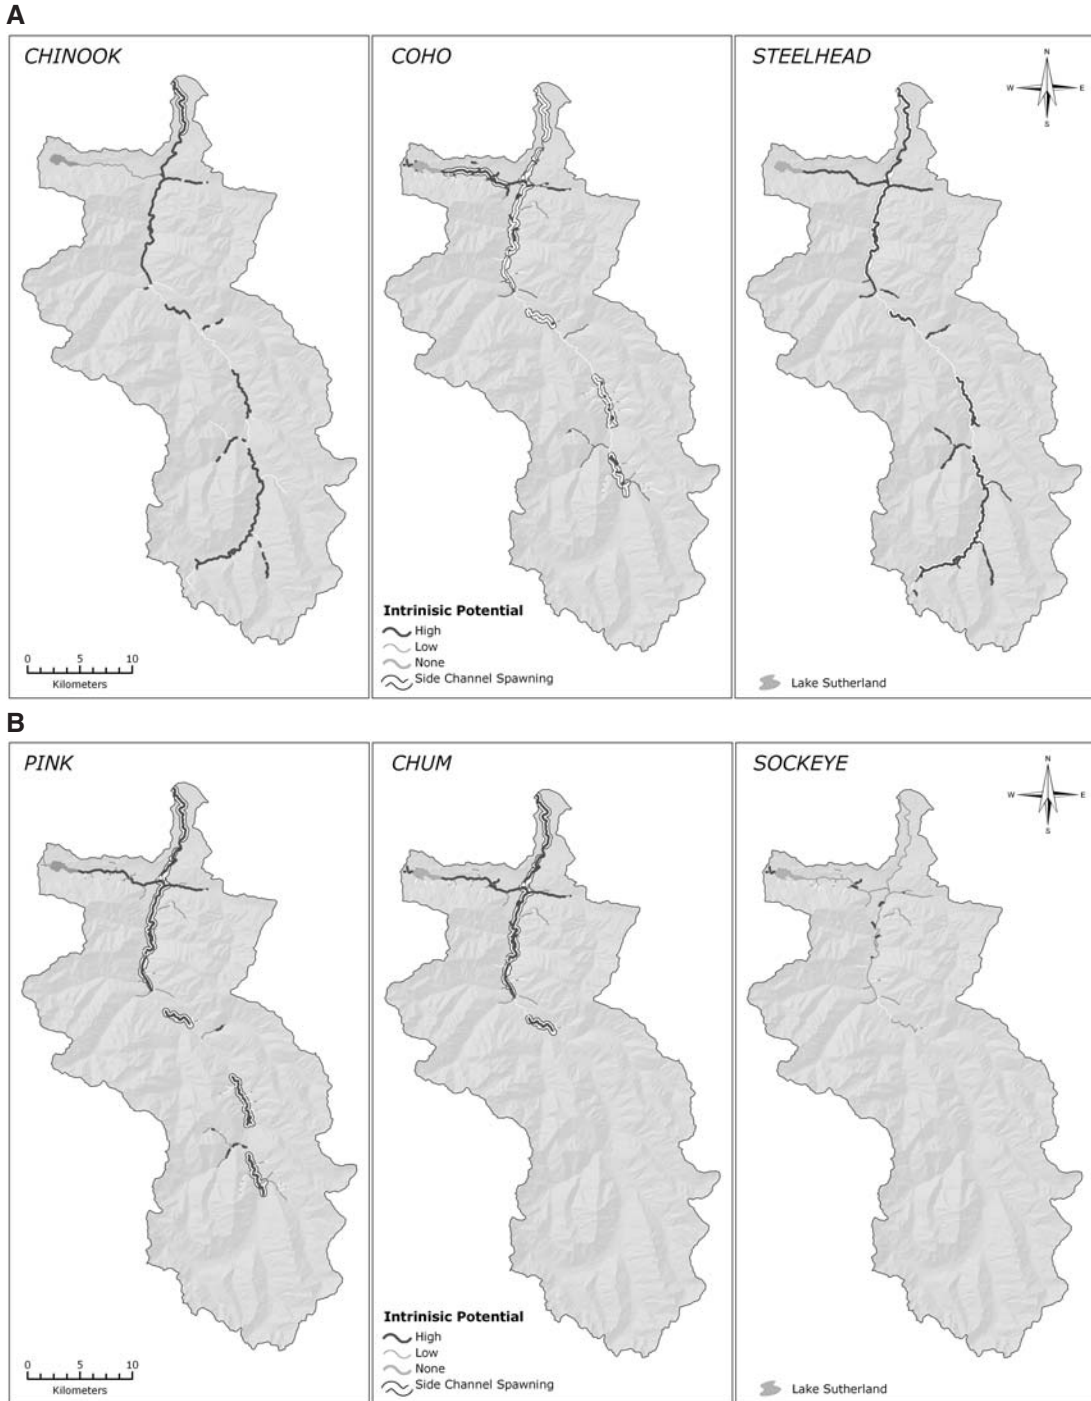 A
CHINOOK
COHO
STEELHEAD
N
W E
S
Intrinisic Potential
High
Low
None
Side Channel Spawning
0 5 10
Kilometers
Lake Sutherland
B
PINK
CHUM
SOCKEYE
N
W E
S
Intrinisic Potential
High
Low
None
Side Channel Spawning
0 5 10
Kilometers
Lake Sutherland